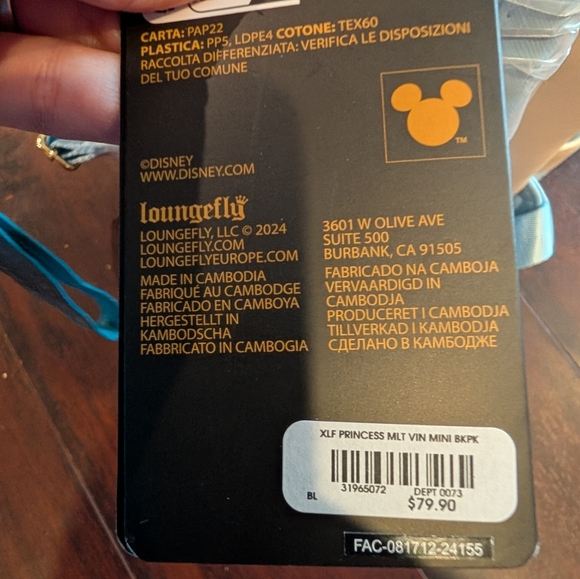 CARTA: PAP22
PLASTICA: PP5, LDPE4 COTONE: TEX60
RACCOLTA DIFFERENZIATA: VERIFICA LE DISPOSIZIONI
DEL TUO COMUNE
TM
©DISNEY
WWW.DISNEY.COM
loungefly
LOUNGEFLY, LLC © 2024
LOUNGEFLY.COM
LOUNGEFLYEUROPE.COM
MADE IN CAMBODIA
FABRIQUÉ AU CAMBODGE
FABRICADO EN CAMBOYA
HERGESTELLT IN
KAMBODSCHA
FABBRICATO IN CAMBOGIA
3601 W OLIVE AVE
SUITE 500
BURBANK, CA 91505
FABRICADO NA CAMBOJA
VERVAARDIGD IN
CAMBODJA
PRODUCERET I CAMBODJA
TILLVERKAD I KAMBODJA
СДЕЛАНО В КАМБОДЖЕ
XLF PRINCESS MLT VIN MINI BKPK
31965072 DEPT 0073
BL
$79.90
FAC-081712-24155